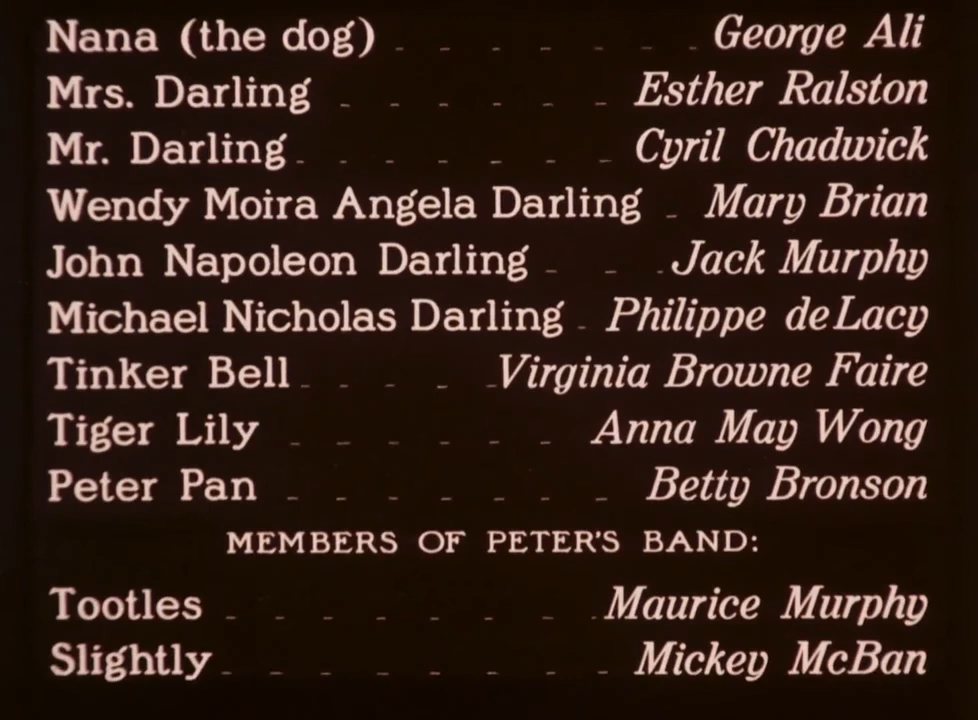 Nana (the dog) - - - - - - - George Ali
Mrs. Darling - - - - - - Esther Ralston
Mr. Darling - - - - - - - Cyril Chadwick
Wendy Moira Angela Darling - Mary Brian
John Napoleon Darling - - - Jack Murphy
Michael Nicholas Darling - Philippe de Lacy
Tinker Bell - - - - - Virginia Browne Faire
Tiger Lily - - - - - - Anna May Wong
Peter Pan - - - - - - - Betty Bronson
MEMBERS OF PETER'S BAND:
Tootles - - - - - - - - Maurice Murphy
Slightly - - - - - - - - Mickey McBan